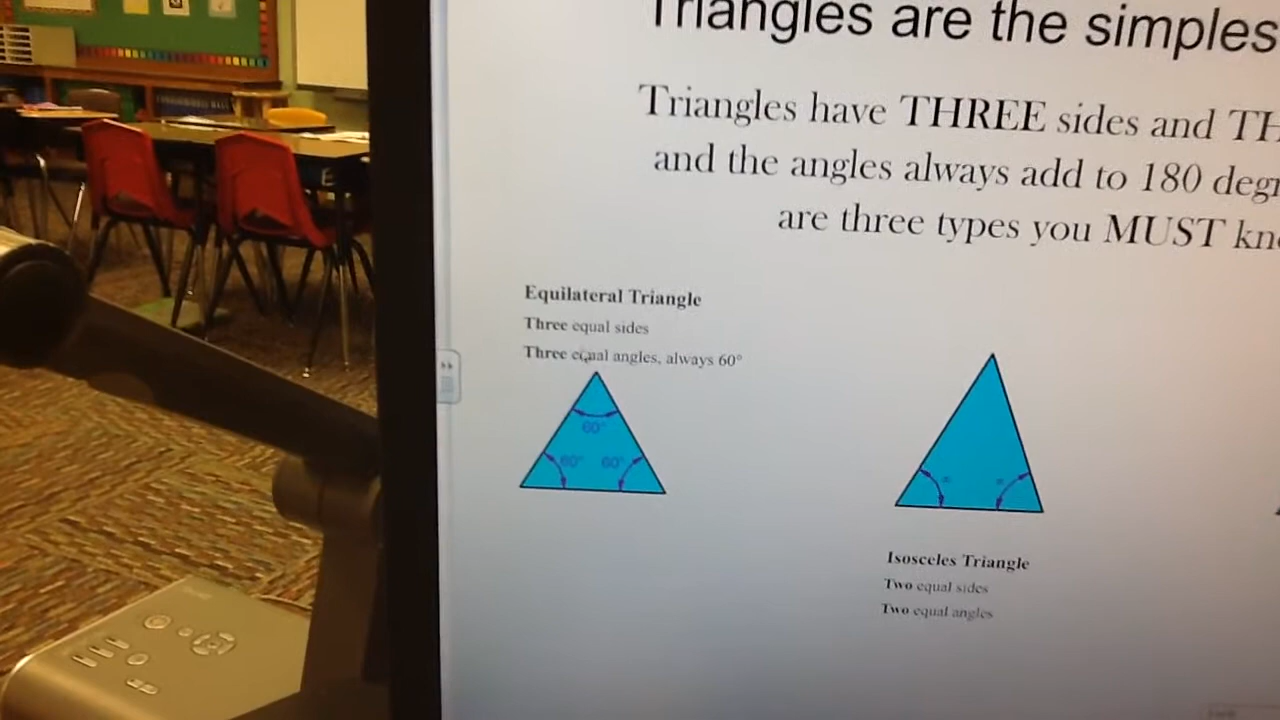 Triangles are the simples
Triangles have THREE sides and TH
and the angles always add to 180 degr
are three types you MUST kn
Equilateral Triangle
Three equal sides
Three equal angles, always 60°
60°
60° 60°
Isosceles Triangle
Two equal sides
Two equal angles